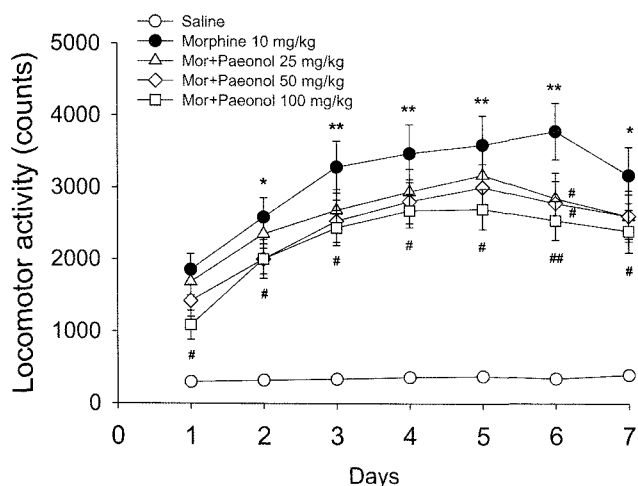 Saline
Morphine 10 mg/kg
Mor+Paeonol 25 mg/kg
Mor+Paeonol 50 mg/kg
Mor+Paeonol 100 mg/kg
5000
4000
3000
2000
1000
0
Locomotor activity (counts)
* ** ** ** ** *
#
#
# # # # # ## #
0 1 2 3 4 5 6 7
Days